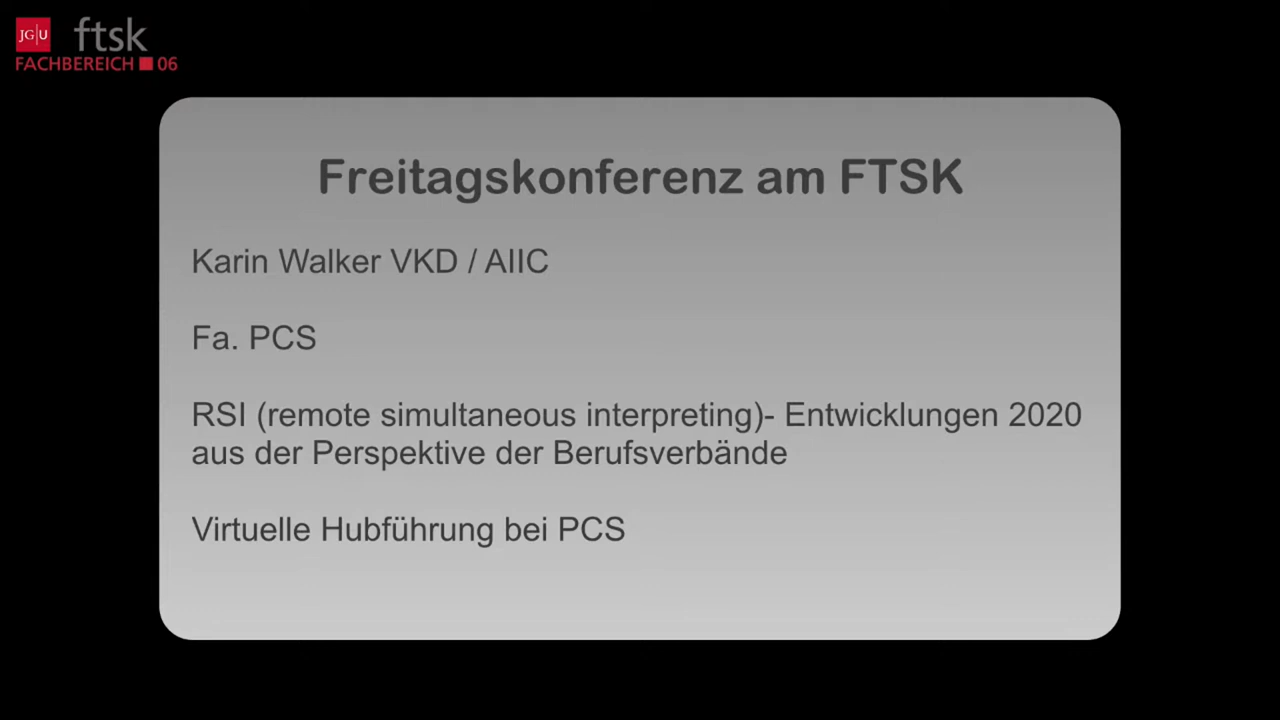 JG|U ftsk
FACHBEREICH 06
Freitagskonferenz am FTSK
Karin Walker VKD / AIIC
Fa. PCS
RSI (remote simultaneous interpreting)- Entwicklungen 2020
aus der Perspektive der Berufsverbände
Virtuelle Hubführung bei PCS